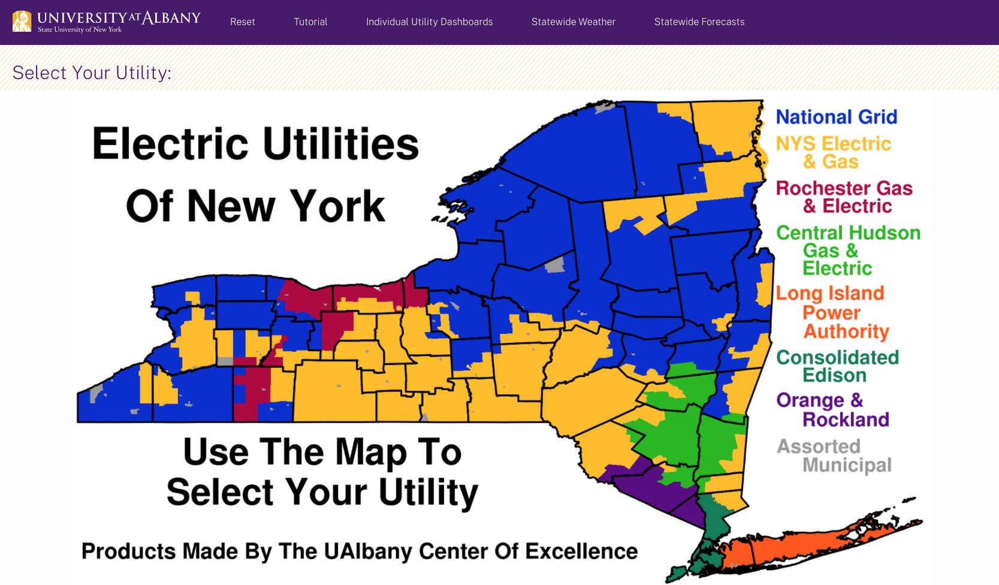 UNIVERSITY AT ALBANY
State University of New York
Reset
Tutorial
Individual Utility Dashboards
Statewide Weather
Statewide Forecasts
Select Your Utility:
Electric Utilities
Of New York
National Grid
NYS Electric
& Gas
Rochester Gas
& Electric
Central Hudson
Gas &
Electric
Long Island
Power
Authority
Consolidated
Edison
Orange &
Rockland
Assorted
Municipal
Use The Map To
Select Your Utility
Products Made By The UAlbany Center Of Excellence